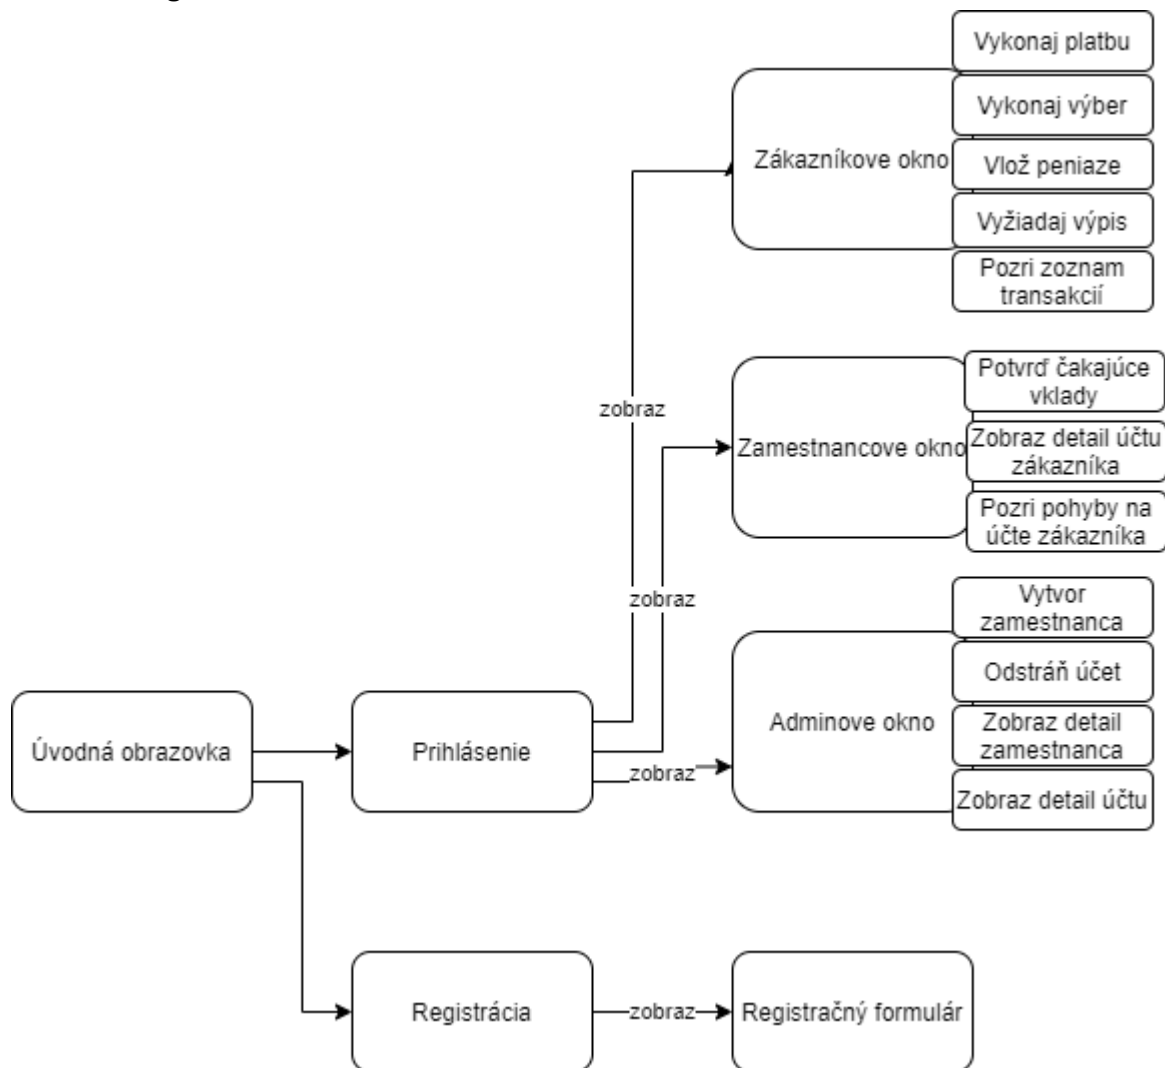 Vykonaj platbu
Vykonaj výber
Zákazníkove okno
Vlož peniaze
Vyžiadaj výpis
Pozri zoznam
transakcií
zobraz
Potvrď čakajúce
vklady
Zamestnancove okno
Zobraz detail účtu
zákazníka
Pozri pohyby na
účte zákazníka
zobraz
Vytvor
zamestnanca
Odstráň účet
Adminove okno
Zobraz detail
zamestnanca
Zobraz detail účtu
Úvodná obrazovka
Prihlásenie
zobraz
Registrácia
zobraz
Registračný formulár